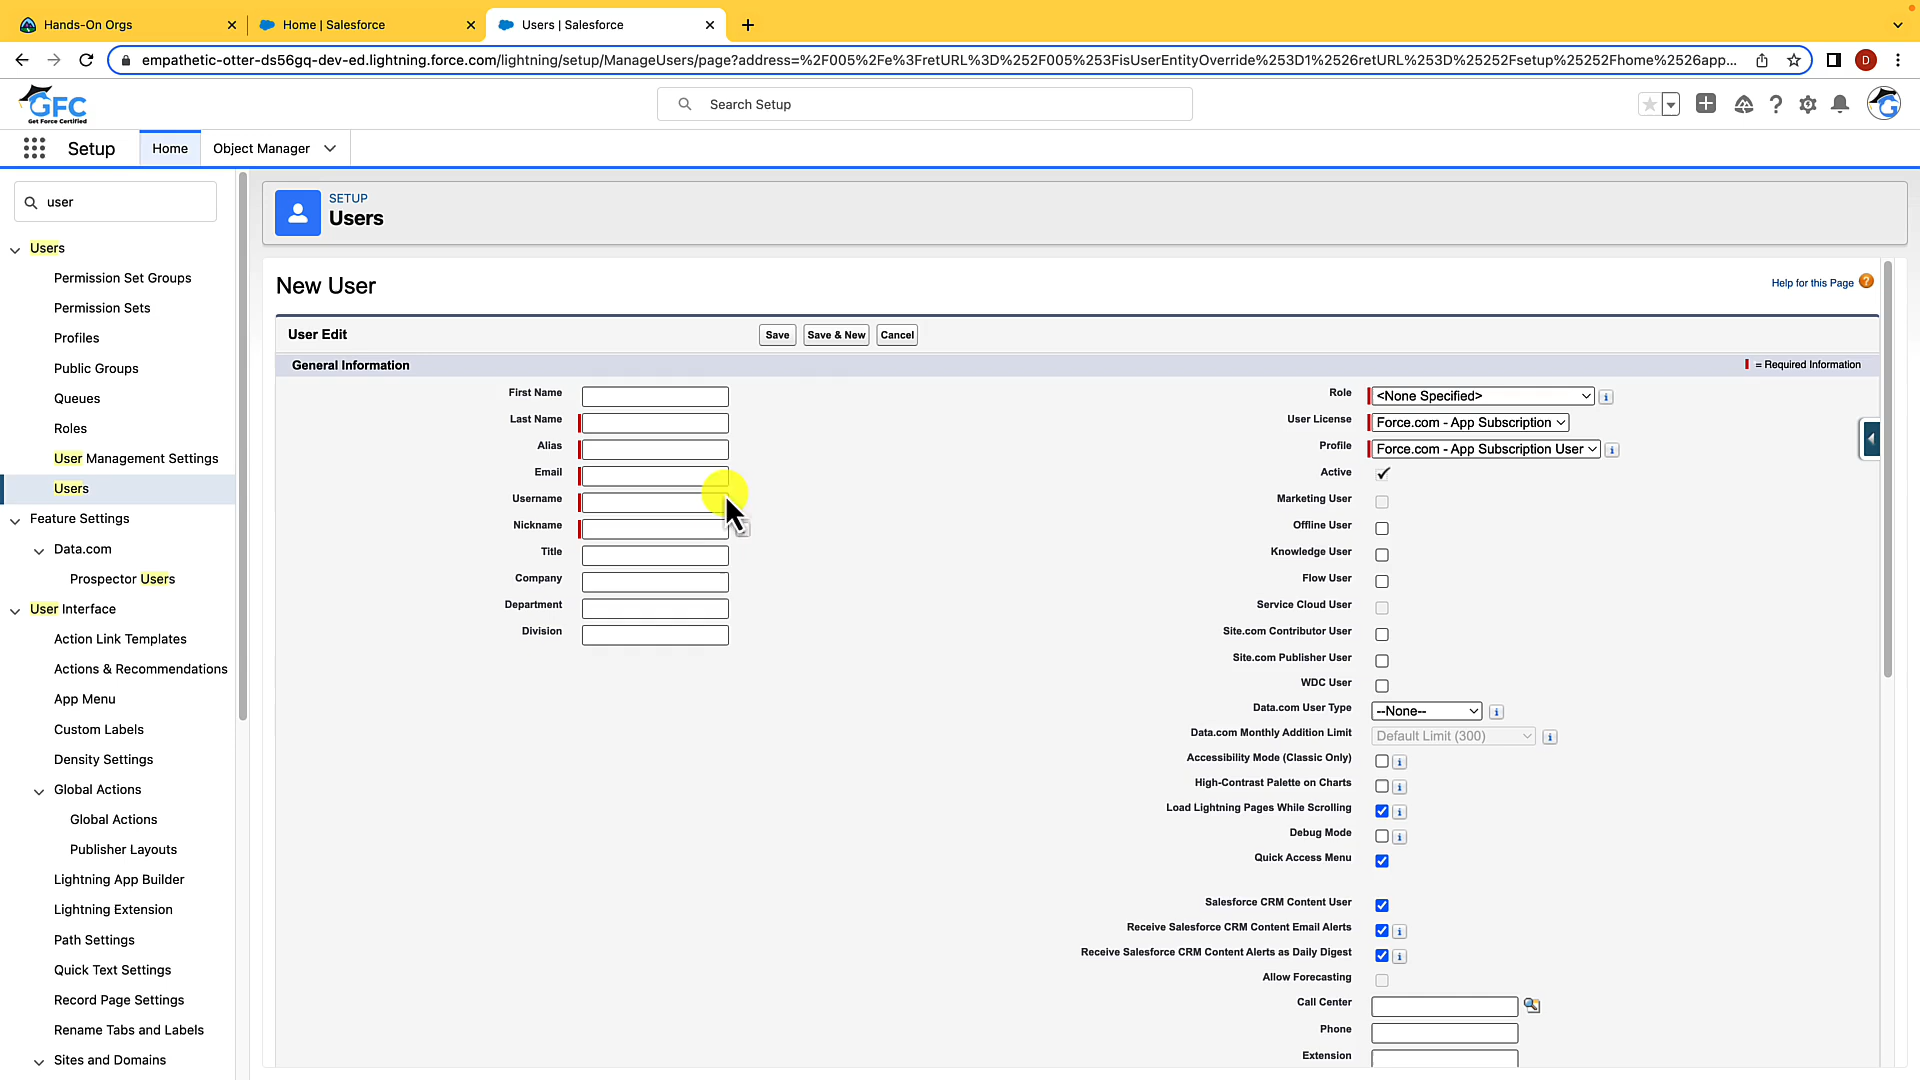 Hands-On Orgs
Home | Salesforce
Users | Salesforce
empathetic-otter-ds56gq-dev-ed.lightning.force.com/lightning/setup/ManageUsers/page?address=%2F005%2Fe%3FretURL%3D%252F005%253FisUserEntityOverride%253D1%2526retURL%253D%25252Fsetup%25252Fhome%2526app...
D
GFC
Get Force Certified
Search Setup
Setup
Home
Object Manager
user
Users
Permission Set Groups
Permission Sets
Profiles
Public Groups
Queues
Roles
User Management Settings
Users
Feature Settings
Data.com
Prospector Users
User Interface
Action Link Templates
Actions & Recommendations
App Menu
Custom Labels
Density Settings
Global Actions
Global Actions
Publisher Layouts
Lightning App Builder
Lightning Extension
Path Settings
Quick Text Settings
Record Page Settings
Rename Tabs and Labels
Sites and Domains
SETUP
Users
New User
Help for this Page ?
User Edit
Save
Save & New
Cancel
General Information
= Required Information
First Name
Last Name
Alias
Email
Username
Nickname
Title
Company
Department
Division
Role <None Specified> i
User License Force.com - App Subscription
Profile Force.com - App Subscription User i
Active
Marketing User
Offline User
Knowledge User
Flow User
Service Cloud User
Site.com Contributor User
Site.com Publisher User
WDC User
Data.com User Type --None-- i
Data.com Monthly Addition Limit Default Limit (300) i
Accessibility Mode (Classic Only) i
High-Contrast Palette on Charts i
Load Lightning Pages While Scrolling i
Debug Mode i
Quick Access Menu
Salesforce CRM Content User
Receive Salesforce CRM Content Email Alerts i
Receive Salesforce CRM Content Alerts as Daily Digest i
Allow Forecasting
Call Center
Phone
Extension